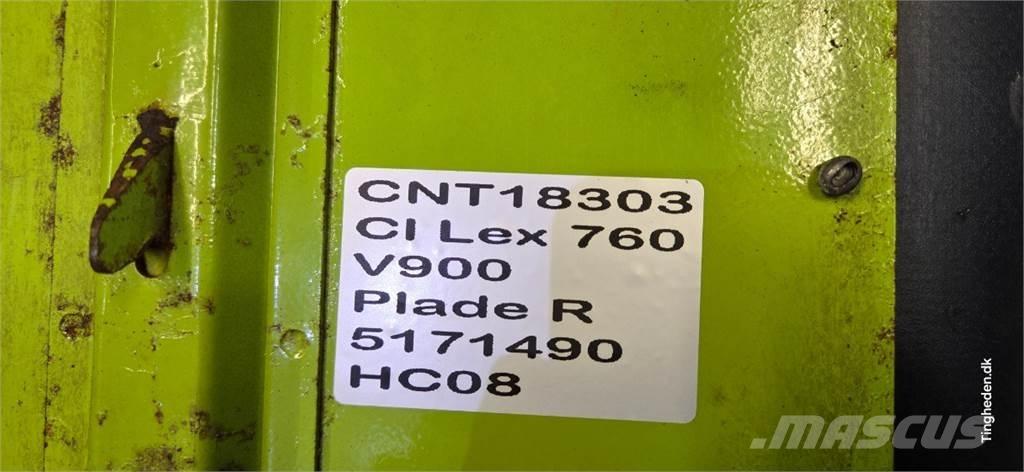 CNT18303
Cl Lex 760
V900
Plade R
5171490
HC08
MASCUS
Tingheden.dk